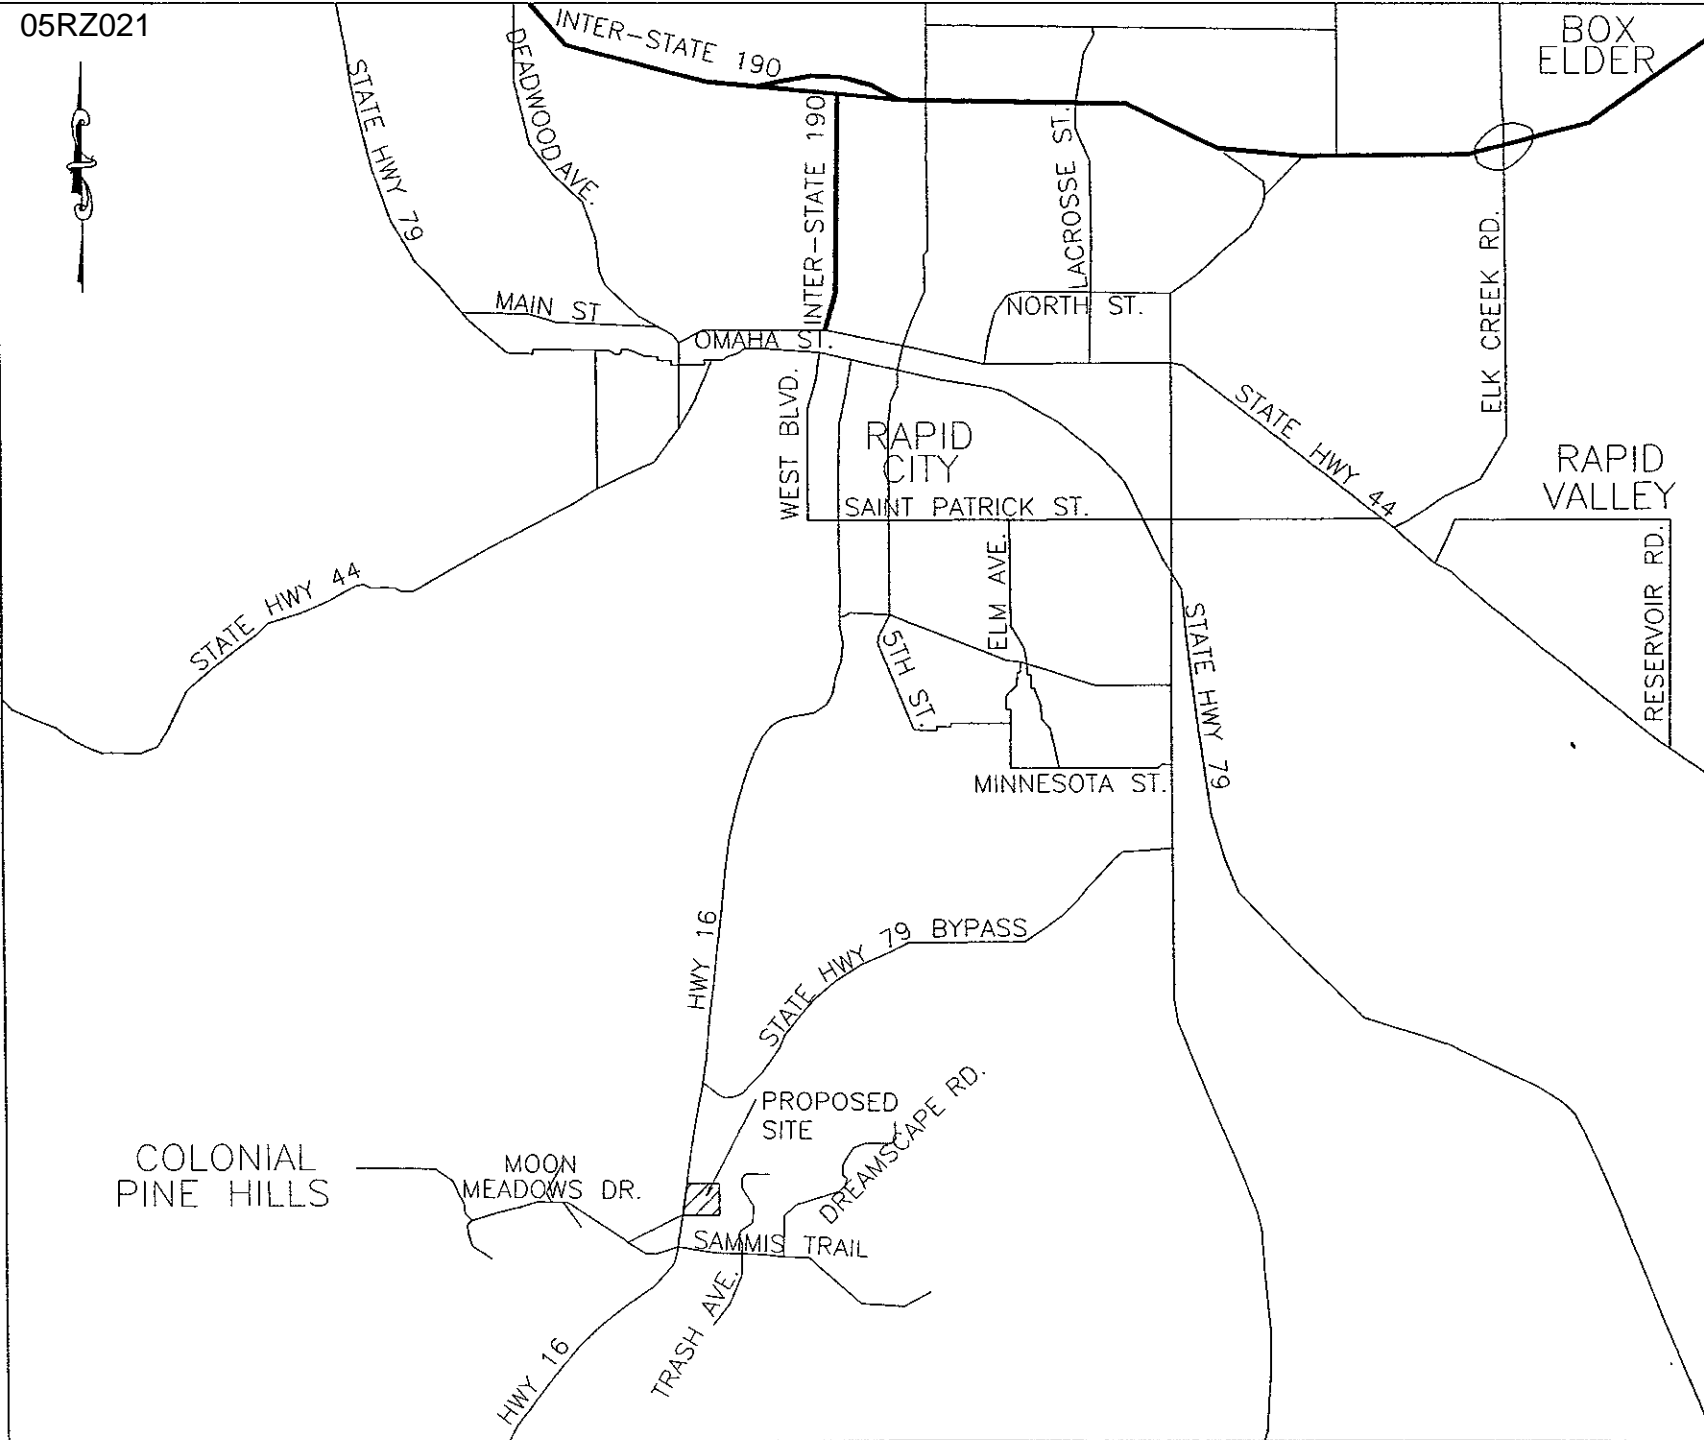 05RZ021
INTER-STATE 190
BOX
ELDER
STATE HWY 79
DEADWOOD AVE.
INTER-STATE 190
LACROSSE ST.
ELK CREEK RD.
MAIN ST
NORTH ST.
OMAHA ST.
WEST BLVD.
RAPID
CITY
STATE HWY 44
RAPID
VALLEY
SAINT PATRICK ST.
ELM AVE.
RESERVOIR RD.
STATE HWY 44
5TH ST.
STATE HWY 79
MINNESOTA ST.
HWY 16
STATE HWY 79 BYPASS
PROPOSED
SITE
DREAMSCAPE RD.
COLONIAL
PINE HILLS
MOON
MEADOWS DR.
SAMMIS TRAIL
TRASH AVE.
HWY 16